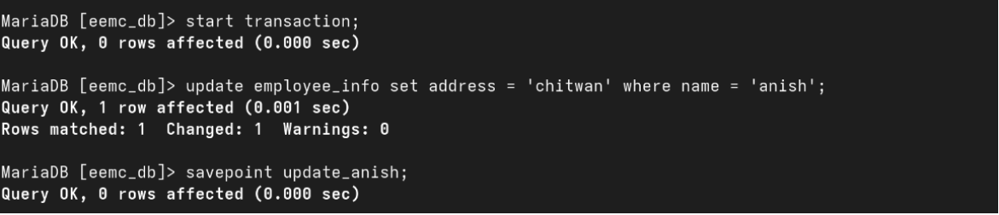 MariaDB [eemc_db]> start transaction;
Query OK, 0 rows affected (0.000 sec)
MariaDB [eemc_db]> update employee_info set address = 'chitwan' where name = 'anish';
Query OK, 1 row affected (0.001 sec)
Rows matched: 1  Changed: 1  Warnings: 0
MariaDB [eemc_db]> savepoint update_anish;
Query OK, 0 rows affected (0.000 sec)